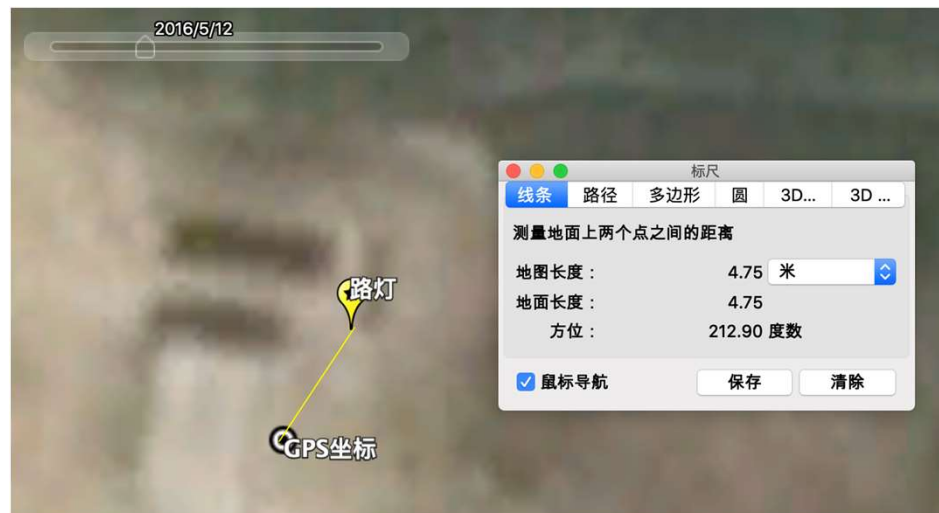 2016/5/12
标尺
线条 路径 多边形 圆 3D... 3D ...
测量地面上两个点之间的距离
地图长度： 4.75 米
地面长度： 4.75
方位： 212.90 度数
鼠标导航 保存 清除
路灯
GPS坐标